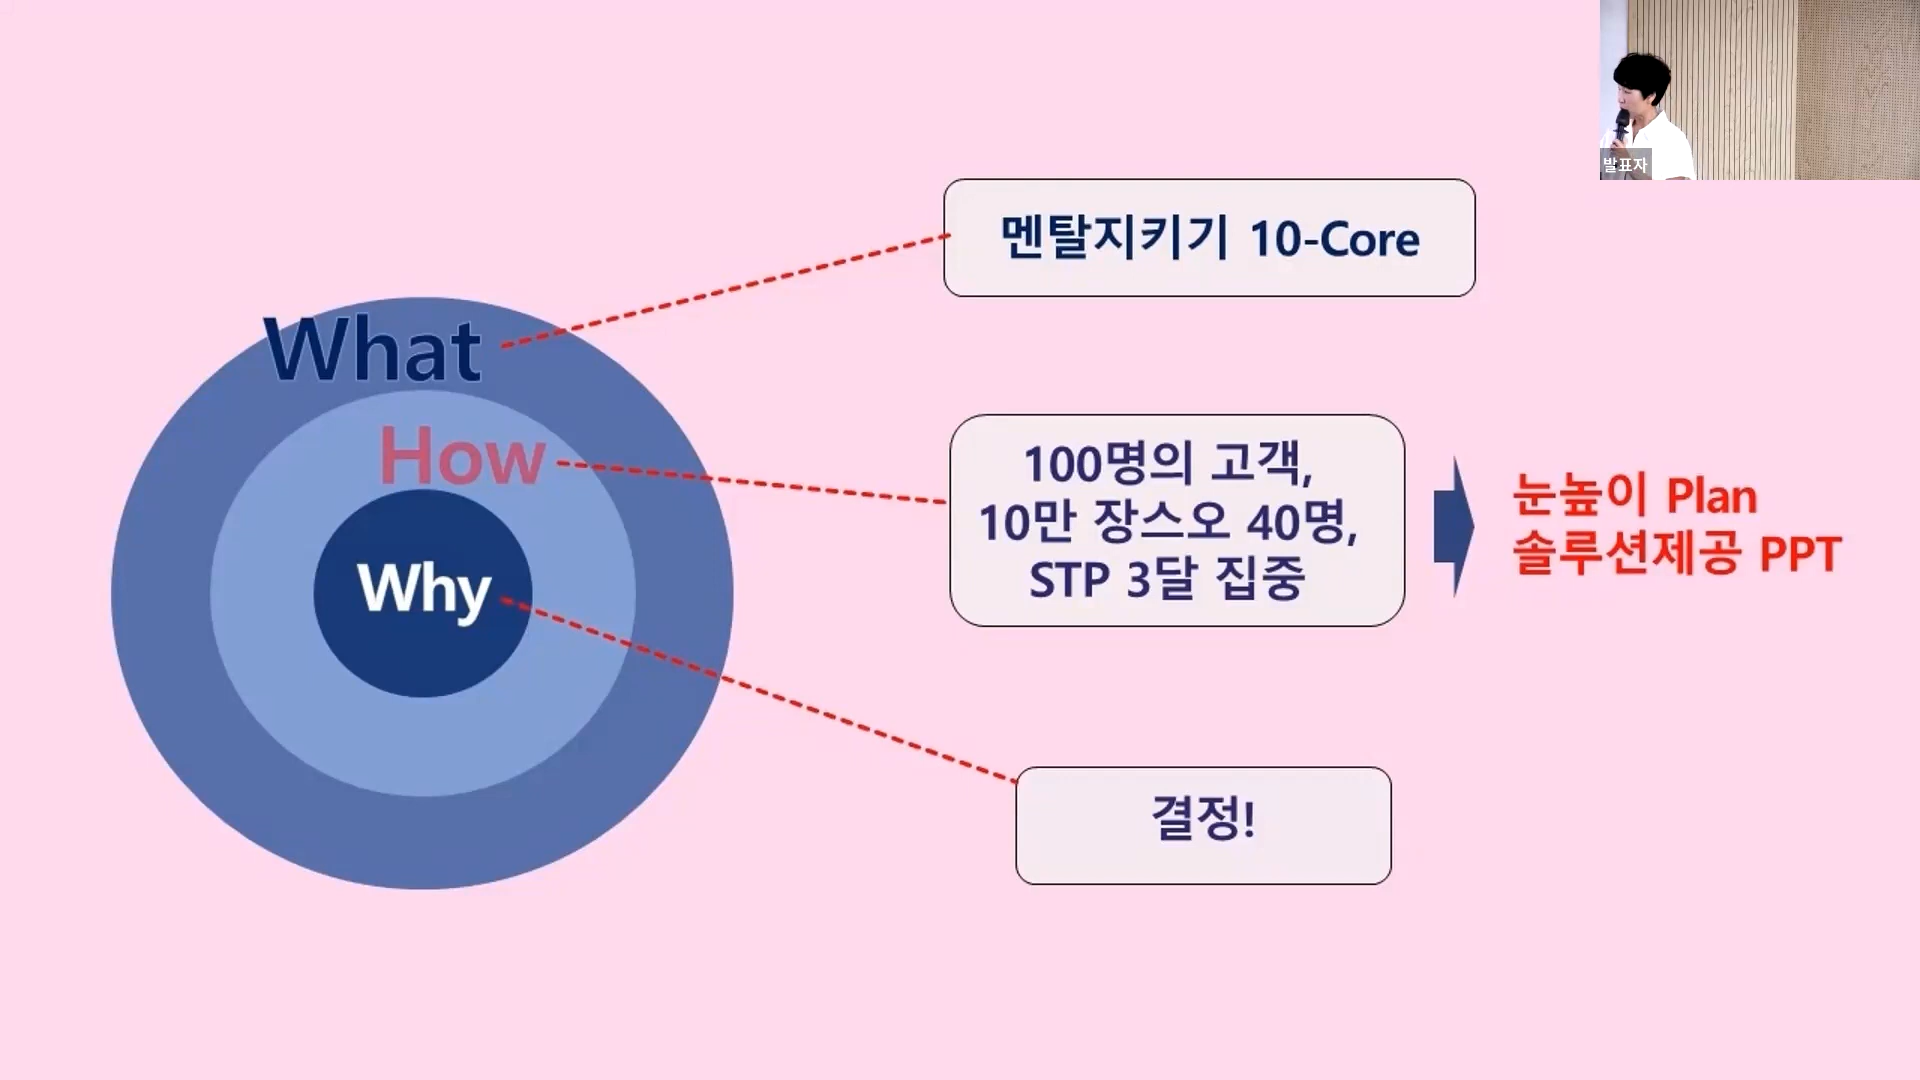 발표자
What
멘탈지키기 10-Core
How
100명의 고객,
10만 장스오 40명,
STP 3달 집중
눈높이 Plan
솔루션제공 PPT
Why
결정!